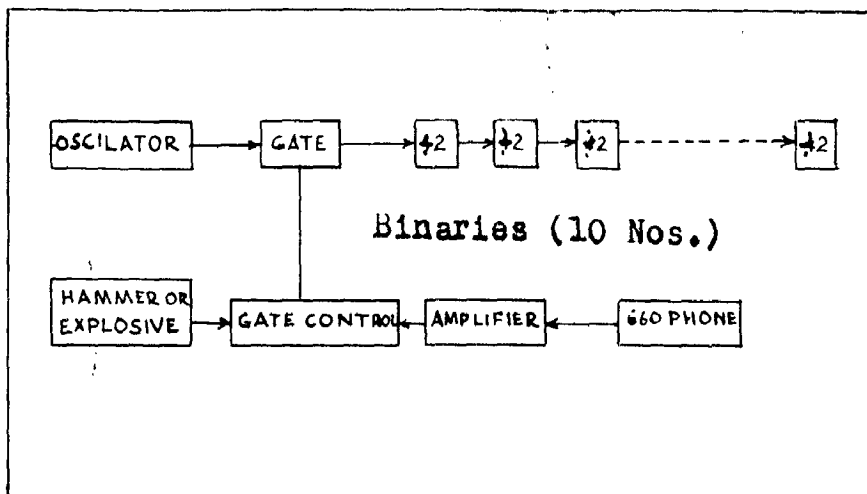 OSCILATOR
GATE
÷2
÷2
÷2
÷2
Binaries (10 Nos.)
HAMMER OR
EXPLOSIVE
GATE CONTROL
AMPLIFIER
GEO PHONE